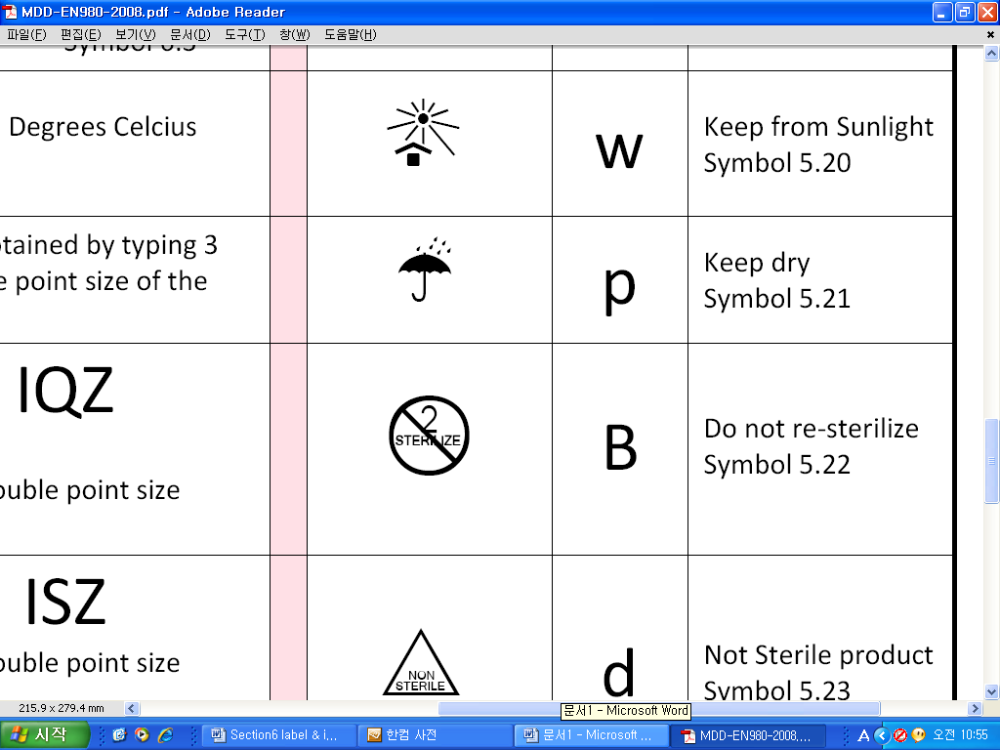 MDD-EN980-2008.pdf - Adobe Reader
파일(F) 편집(E) 보기(V) 문서(D) 도구(T) 창(W) 도움말(H)
Degrees Celcius
w
Keep from Sunlight
Symbol 5.20
otained by typing 3
e point size of the
p
Keep dry
Symbol 5.21
IQZ
ouble point size
2
STERILIZE
B
Do not re-sterilize
Symbol 5.22
ISZ
ouble point size
NON
STERILE
d
Not Sterile product
Symbol 5.23
215.9 x 279.4 mm
문서1 - Microsoft Word
시작
Section6 label & i...
한컴 사전
문서1 - Microsoft ...
MDD-EN980-2008,...
A
오전 10:55